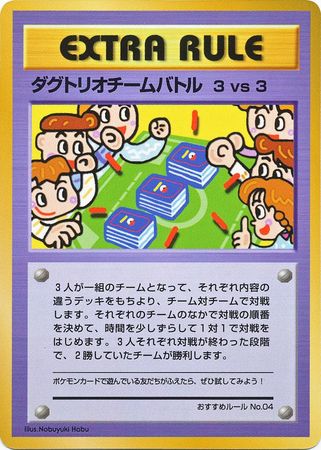 EXTRA RULE
ダグトリオチームバトル 3 vs 3
3人が一組のチームとなって、それぞれ内容の
違うデッキをもちより、チーム対チームで対戦
します。それぞれのチームのなかで対戦の順番
を決めて、時間を少しずらして1対1で対戦を
はじめます。3人それぞれ対戦が終わった段階
で、2勝していたチームが勝利します。
ポケモンカードで遊んでいる友だちがふえたら、ぜひ試してみよう!
おすすめルール No.04
Illus.Nobuyuki Habu